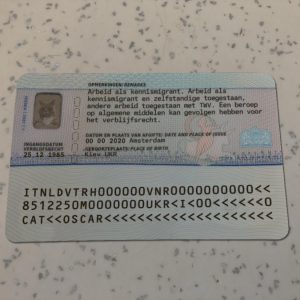 OPMERKINGEN/ REMARKS
Arbeid als kennismigrant. Arbeid als
kennismigrant en zelfstandige toegestaan,
andere arbeid toegestaan met TWV. Een beroep
op algemene middelen kan gevolgen hebben voor
het verblijfsrecht.
DATUM EN PLAATS VAN AFGIFTE/ DATE AND PLACE OF ISSUE
00 00 2020 Amsterdam
INGANGSDATUM
VERBLIJFSRECHT
25 12 1985
GEBOORTEPLAATS/ PLACE OF BIRTH
Kiev UKR
ITNLDVTRH000000VNR0000000000<<
8512250M0000000UKR<I<00<<<<<<0
CAT<<OSCAR<<<<<<<<<<<<<<<<<<<<